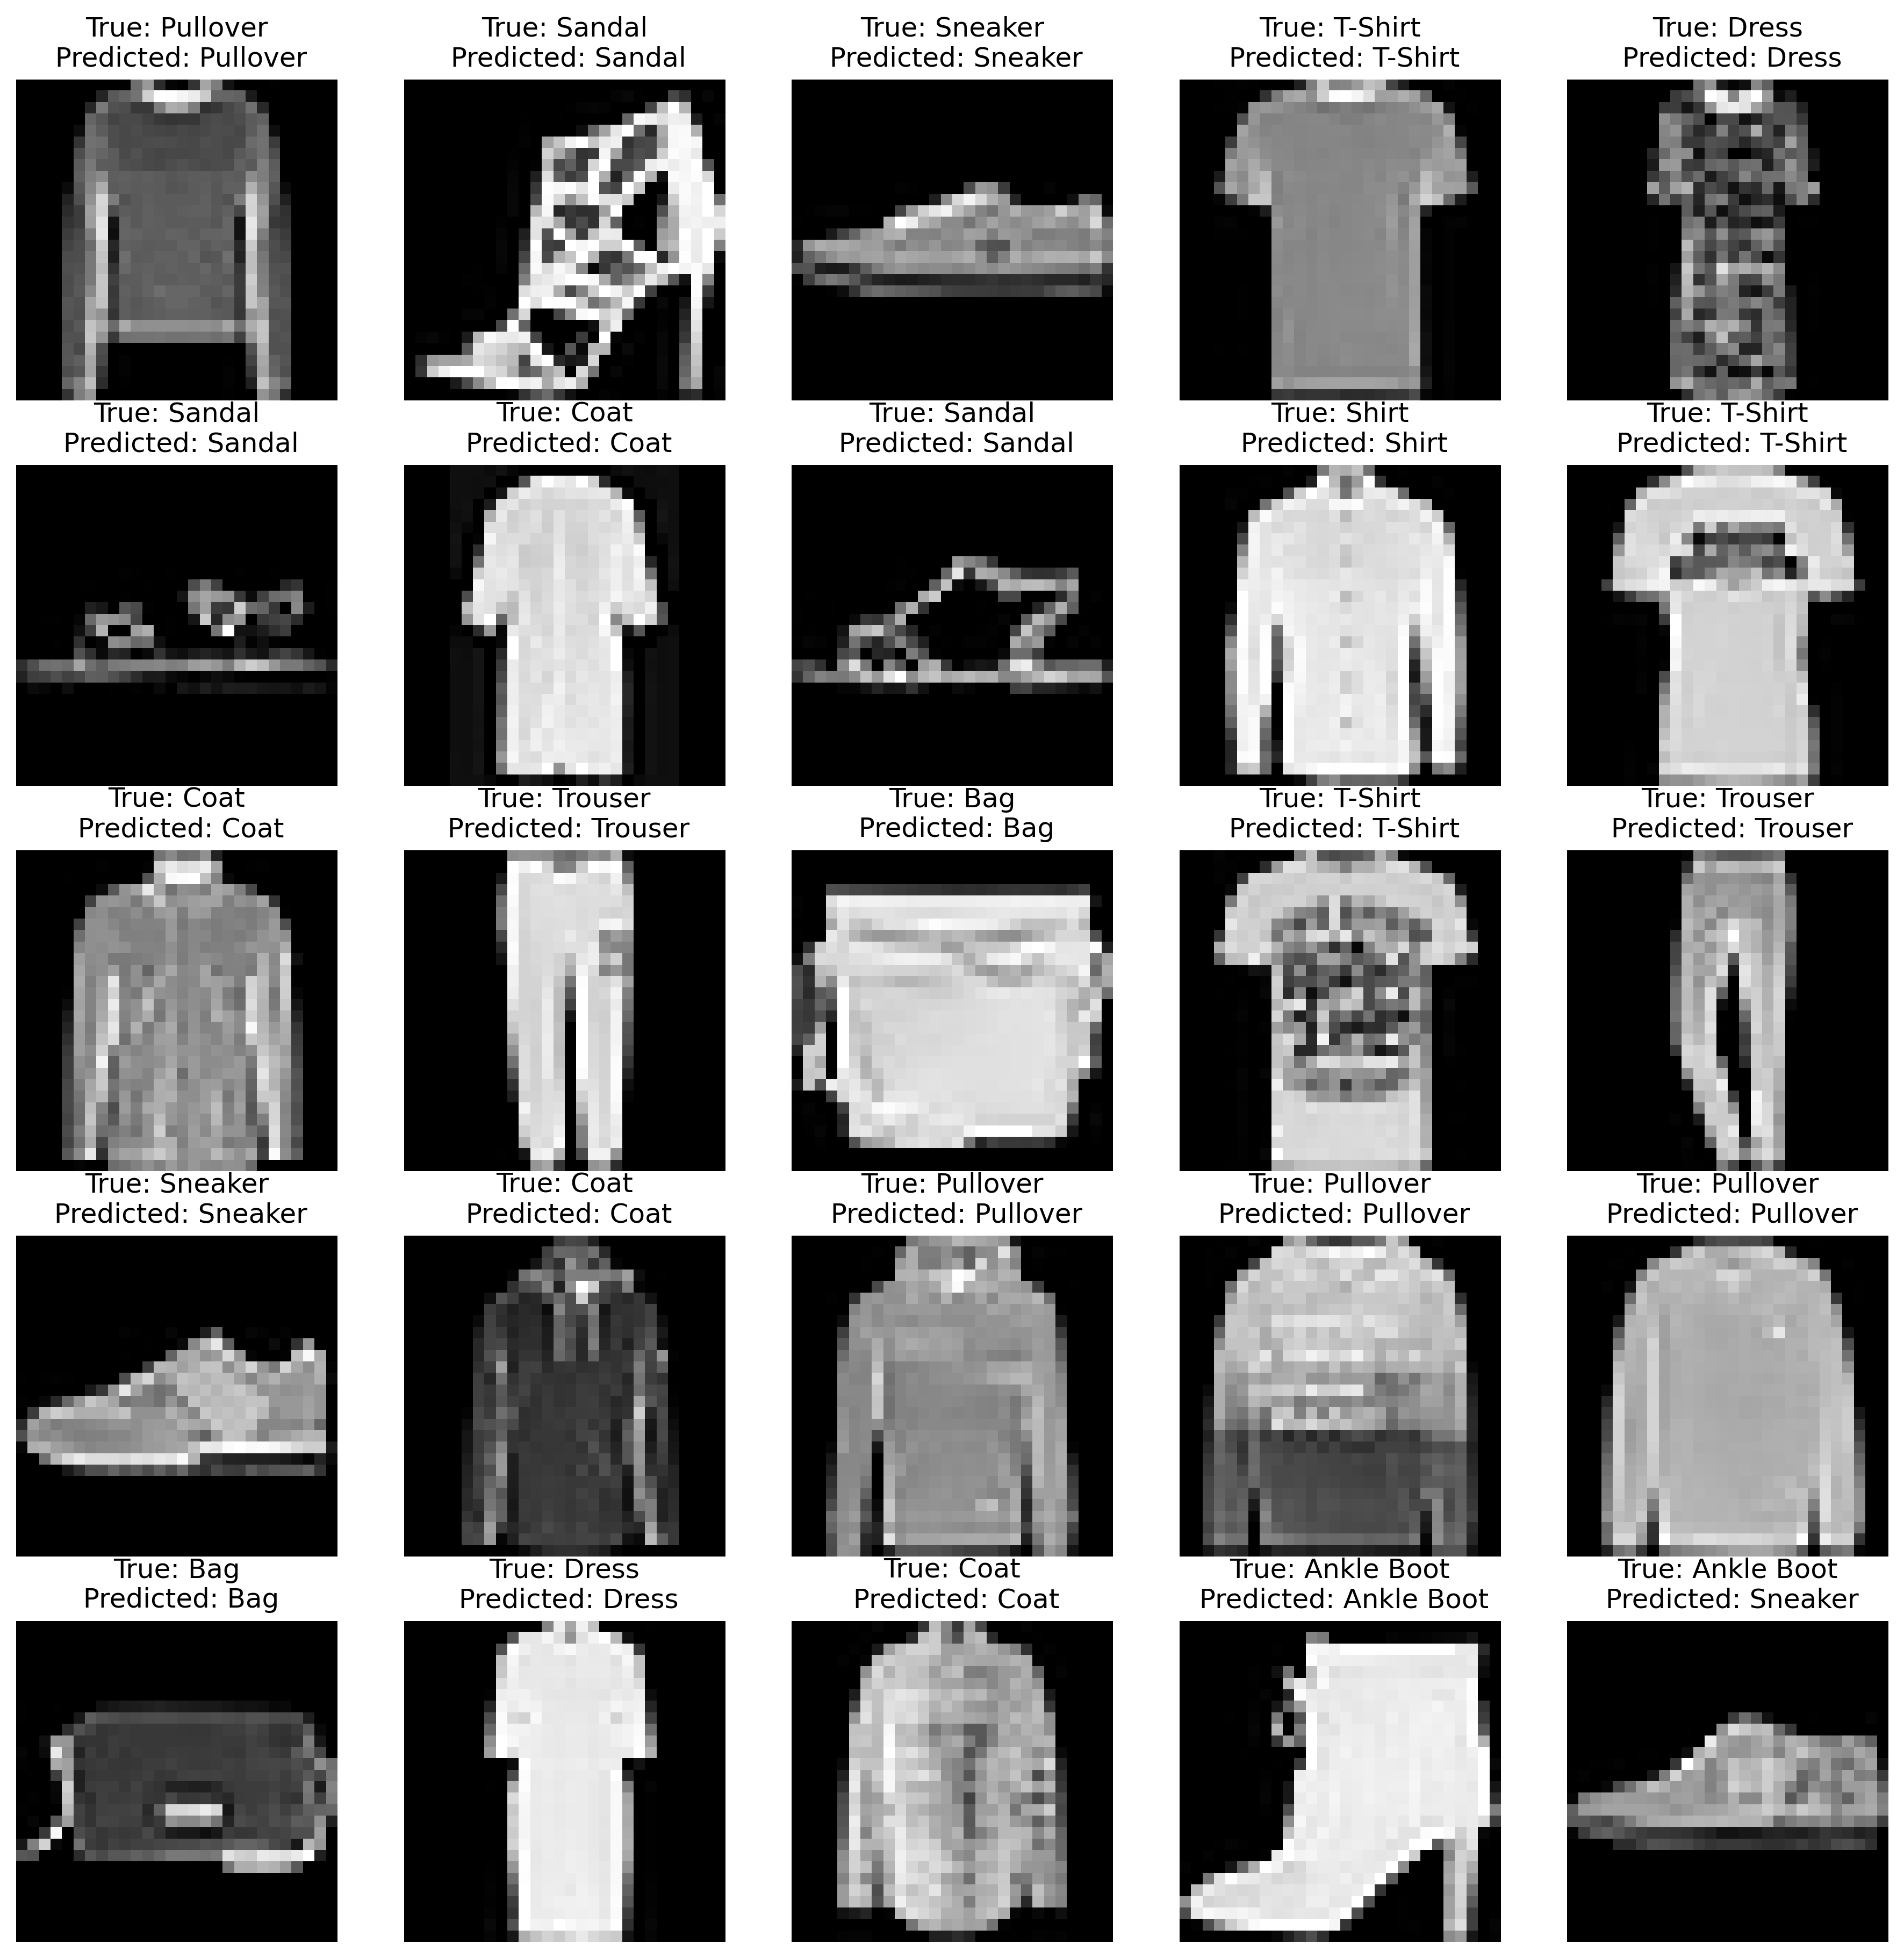 True: Pullover
Predicted: Pullover
True: Sandal
Predicted: Sandal
True: Sneaker
Predicted: Sneaker
True: T-Shirt
Predicted: T-Shirt
True: Dress
Predicted: Dress
True: Sandal
Predicted: Sandal
True: Coat
Predicted: Coat
True: Sandal
Predicted: Sandal
True: Shirt
Predicted: Shirt
True: T-Shirt
Predicted: T-Shirt
True: Coat
Predicted: Coat
True: Trouser
Predicted: Trouser
True: Bag
Predicted: Bag
True: T-Shirt
Predicted: T-Shirt
True: Trouser
Predicted: Trouser
True: Sneaker
Predicted: Sneaker
True: Coat
Predicted: Coat
True: Pullover
Predicted: Pullover
True: Pullover
Predicted: Pullover
True: Pullover
Predicted: Pullover
True: Bag
Predicted: Bag
True: Dress
Predicted: Dress
True: Coat
Predicted: Coat
True: Ankle Boot
Predicted: Ankle Boot
True: Ankle Boot
Predicted: Sneaker